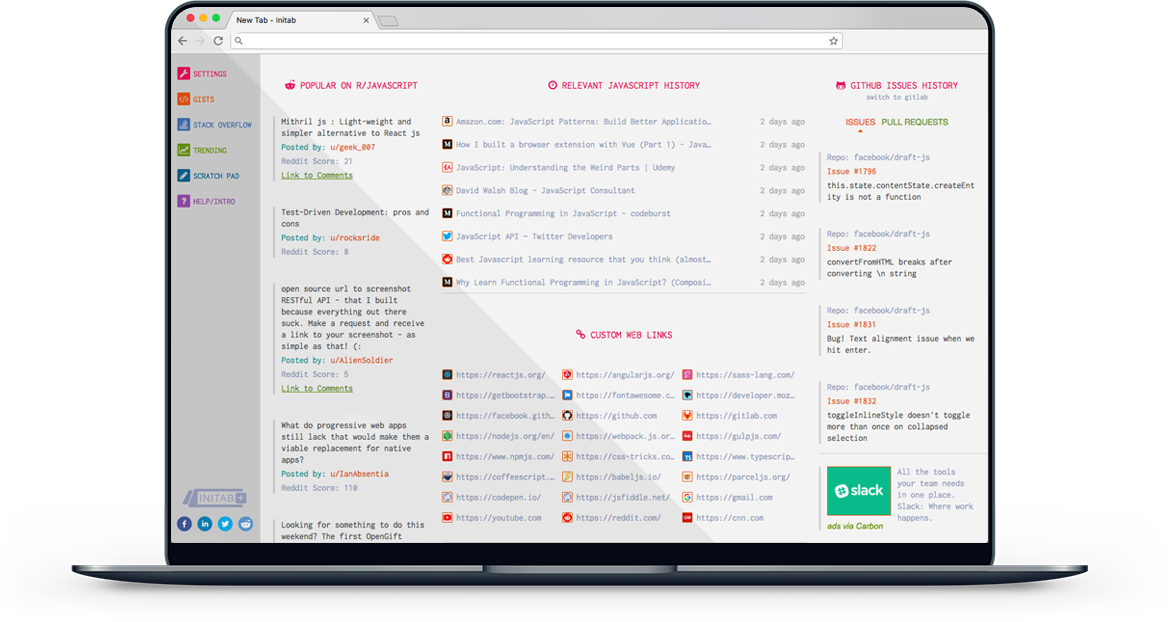 New Tab - Initab
SETTINGS
GISTS
STACK OVERFLOW
TRENDING
SCRATCH PAD
HELP/INTRO
INITAB+
POPULAR ON R/JAVASCRIPT
Mithril js : Light-weight and
simpler alternative to React js
Posted by: u/geek_007
Reddit Score: 21
Link to Comments
Test-Driven Development: pros and
cons
Posted by: u/rocksride
Reddit Score: 8
open source url to screenshot
RESTful API – that I built
because everything out there
suck. Make a request and receive
a link to your screenshot – as
simple as that! (:
Posted by: u/AlienSoldier
Reddit Score: 5
Link to Comments
What do progressive web apps
still lack that would make them a
viable replacement for native
apps?
Posted by: u/IanAbsentia
Reddit Score: 110
Looking for something to do this
weekend? The first OpenGift
RELEVANT JAVASCRIPT HISTORY
Amazon.com: JavaScript Patterns: Build Better Applicatio… 2 days ago
How I built a browser extension with Vue (Part 1) – Java… 2 days ago
JavaScript: Understanding the Weird Parts | Udemy 2 days ago
David Walsh Blog - JavaScript Consultant 2 days ago
Functional Programming in JavaScript – codeburst 2 days ago
JavaScript API — Twitter Developers 2 days ago
Best Javascript learning resource that you think (almost… 2 days ago
Why Learn Functional Programming in JavaScript? (Composi… 2 days ago
CUSTOM WEB LINKS
https://reactjs.org/ https://angularjs.org/ https://sass-lang.com/
https://getbootstrap.… https://fontawesome.c… https://developer.moz…
https://facebook.gith… https://github.com https://gitlab.com
https://nodejs.org/en/ https://webpack.js.or… https://gulpjs.com/
https://www.npmjs.com/ https://css-tricks.co… https://www.typescrip…
https://coffeescript.… https://babeljs.io/ https://parceljs.org/
https://codepen.io/ https://jsfiddle.net/ https://gmail.com
https://youtube.com https://reddit.com/ https://cnn.com
GITHUB ISSUES HISTORY
switch to gitlab
ISSUES PULL REQUESTS
Repo: facebook/draft-js
Issue #1796
this.state.contentState.createEnt
ity is not a function
Repo: facebook/draft-js
Issue #1822
convertFromHTML breaks after
converting \n string
Repo: facebook/draft-js
Issue #1831
Bug! Text alignment issue when we
hit enter.
Repo: facebook/draft-js
Issue #1832
toggleInlineStyle doesn't toggle
more than once on collapsed
selection
slack
All the tools
your team needs
in one place.
Slack: Where work
happens.
ads via Carbon